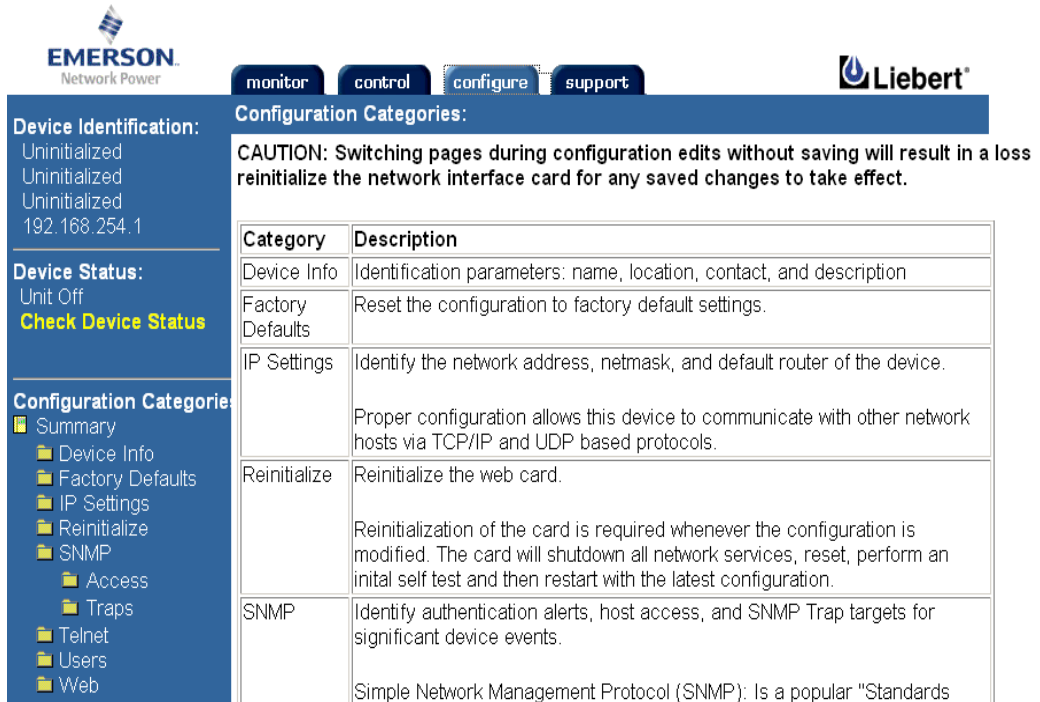 EMERSON.
Network Power
monitor
control
configure
support
Liebert®
Device Identification:
Uninitialized
Uninitialized
Uninitialized
192.168.254.1
Device Status:
Unit Off
Check Device Status
Configuration Categorie
Summary
Device Info
Factory Defaults
IP Settings
Reinitialize
SNMP
Access
Traps
Telnet
Users
Web
Configuration Categories:
CAUTION: Switching pages during configuration edits without saving will result in a loss
reinitialize the network interface card for any saved changes to take effect.
Category Description
Device Info Identification parameters: name, location, contact, and description
Factory Defaults Reset the configuration to factory default settings.
IP Settings Identify the network address, netmask, and default router of the device.
Proper configuration allows this device to communicate with other network
hosts via TCP/IP and UDP based protocols.
Reinitialize Reinitialize the web card.
Reinitialization of the card is required whenever the configuration is
modified. The card will shutdown all network services, reset, perform an
inital self test and then restart with the latest configuration.
SNMP Identify authentication alerts, host access, and SNMP Trap targets for
significant device events.
Simple Network Management Protocol (SNMP): Is a popular "Standards